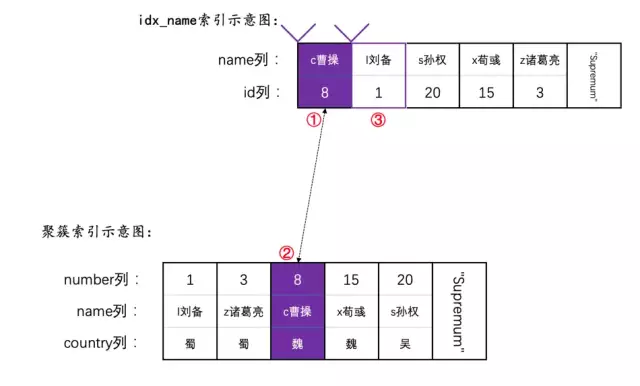 idx_name索引示意图:
name列： c曹操 l刘备 s孙权 x荀彧 z诸葛亮 "Supremum"
id列： 8 1 20 15 3
① ③
聚簇索引示意图:
②
number列： 1 3 8 15 20 "Supremum"
name列： l刘备 z诸葛亮 c曹操 x荀彧 s孙权
country列： 蜀 蜀 魏 魏 吴